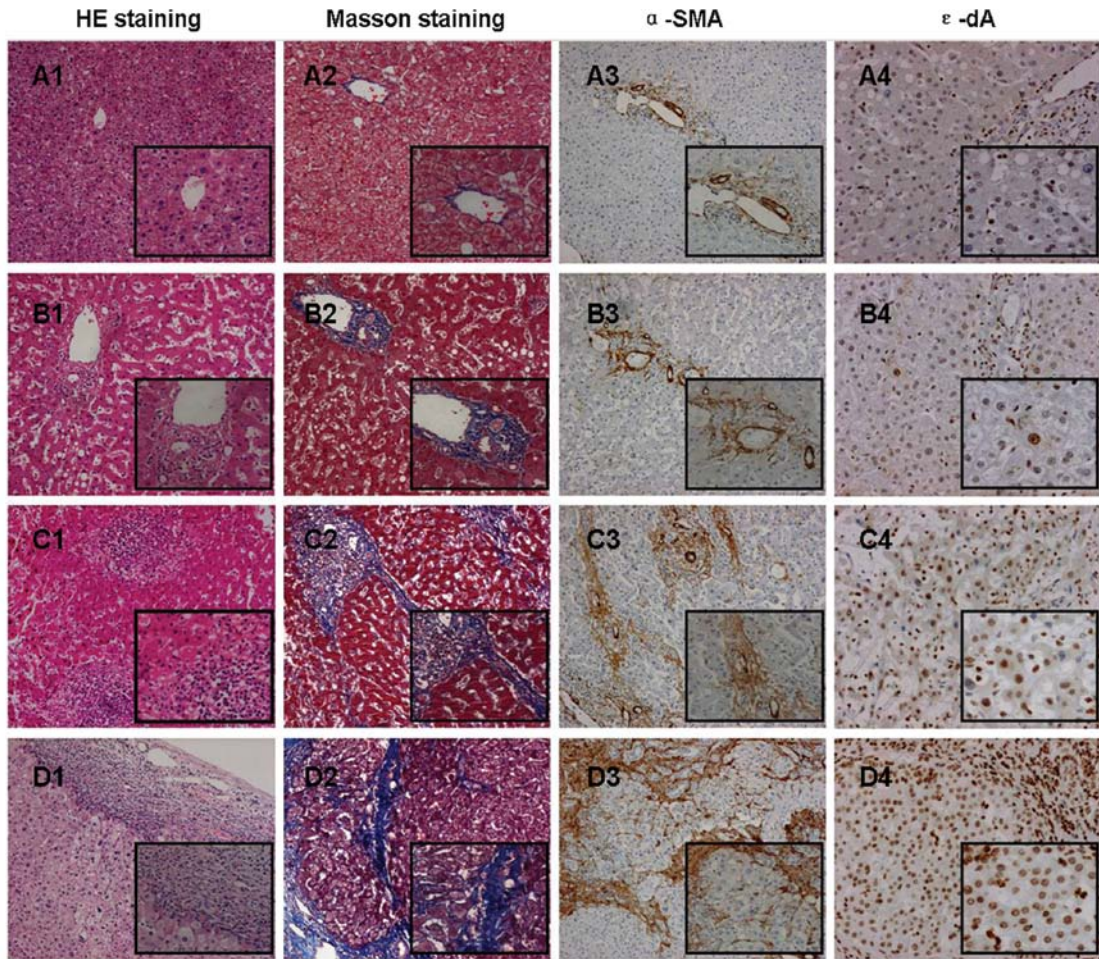 HE staining Masson staining α-SMA ε-dA
A1 A2 A3 A4
B1 B2 B3 B4
C1 C2 C3 C4
D1 D2 D3 D4